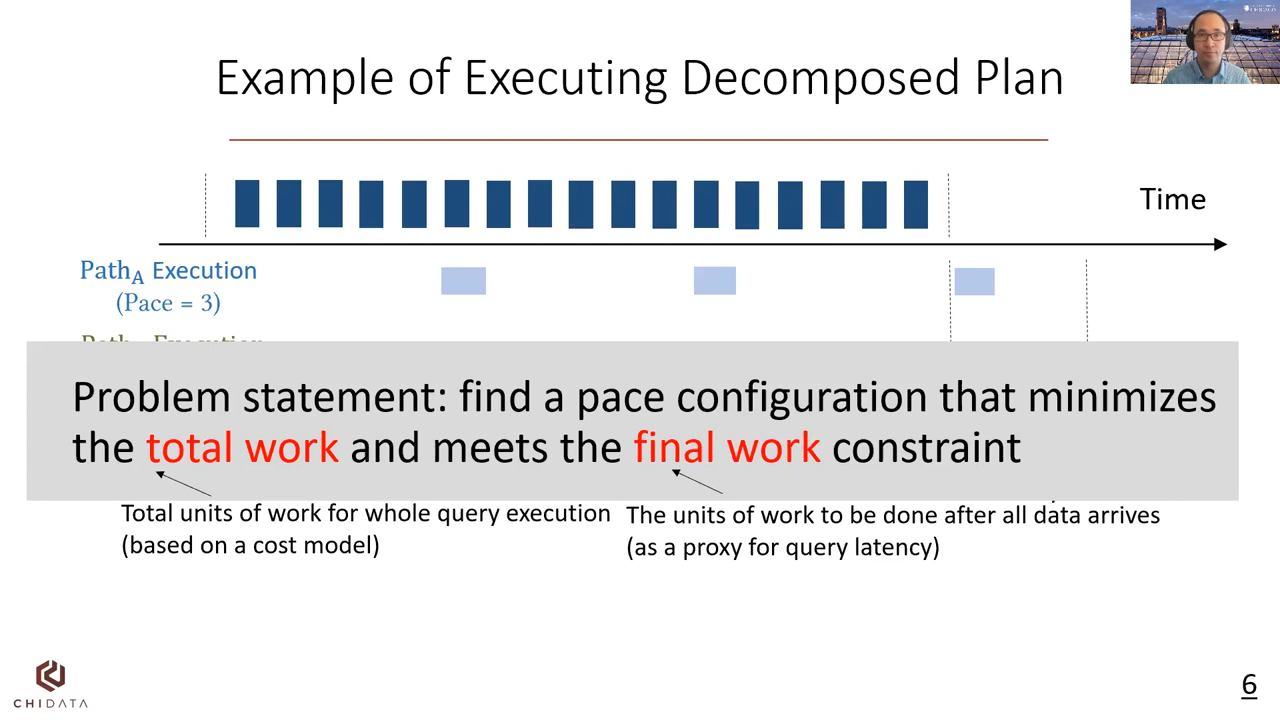 Example of Executing Decomposed Plan
Time
PathA Execution
(Pace = 3)
Problem statement: find a pace configuration that minimizes
the total work and meets the final work constraint
Total units of work for whole query execution
(based on a cost model)
The units of work to be done after all data arrives
(as a proxy for query latency)
CHIDATA
6